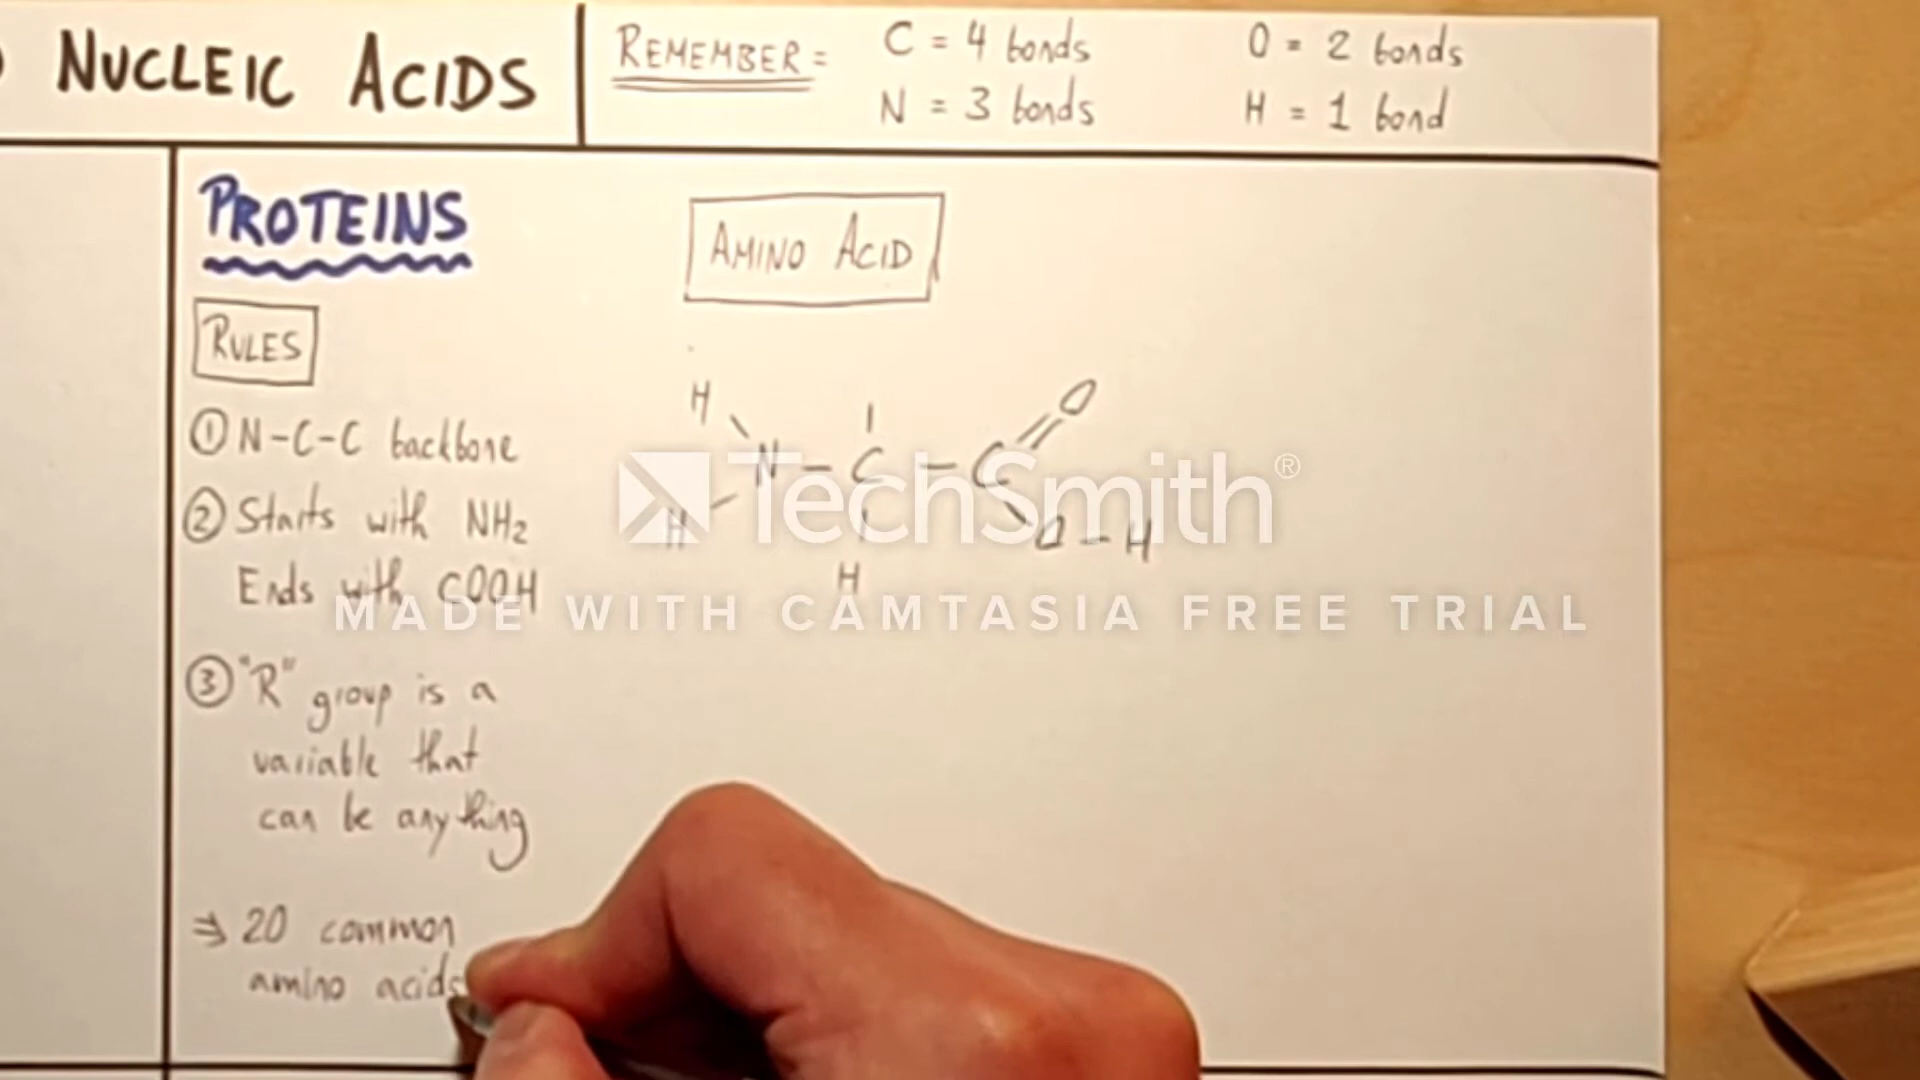 NUCLEIC ACIDS
REMEMBER = C = 4 bonds O = 2 bonds
N = 3 bonds H = 1 bond
PROTEINS
RULES
① N-C-C backbone
② Starts with NH2
Ends with COOH
③ "R" group is a
variable that
can be anything
⇒ 20 common
amino acids
AMINO ACID
H O
N - C - C
H O - H
H
TechSmith®
MADE WITH CAMTASIA FREE TRIAL